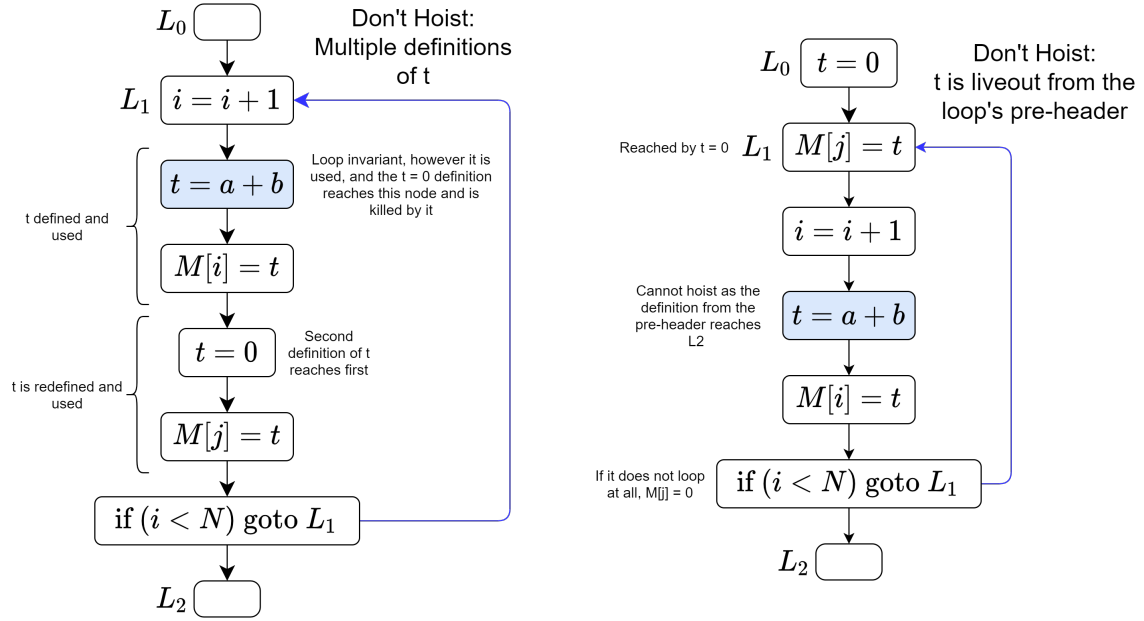 Don't Hoist:
Multiple definitions
of t
L₀
L₁
i = i + 1
t = a + b
Loop invariant, however it is
used, and the t = 0 definition
reaches this node and is
killed by it
t defined and
used
M[i] = t
t = 0
Second
definition of t
reaches first
t is redefined and
used
M[j] = t
if (i < N) goto L₁
L₂
Don't Hoist:
t is liveout from the
loop's pre-header
L₀
t = 0
Reached by t = 0
L₁
M[j] = t
i = i + 1
Cannot hoist as the
definition from the
pre-header reaches
L2
t = a + b
M[i] = t
If it does not loop
at all, M[j] = 0
if (i < N) goto L₁
L₂